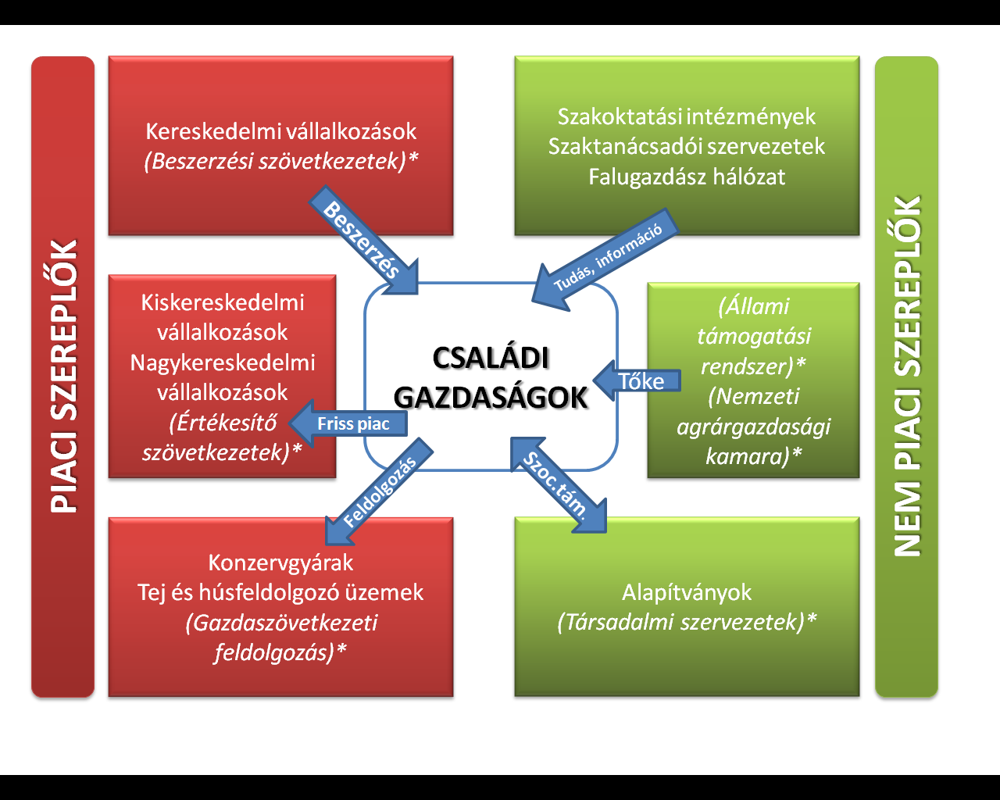 PIACI SZEREPLŐK
Kereskedelmi vállalkozások
(Beszerzési szövetkezetek)*
Beszerzés
Kiskereskedelmi
vállalkozások
Nagykereskedelmi
vállalkozások
(Értékesítő
szövetkezetek)*
Friss piac
Konzervgyárak
Tej és húsfeldolgozó üzemek
(Gazdaszövetkezeti
feldolgozás)*
Feldolgozás
CSALÁDI
GAZDASÁGOK
Szakoktatási intézmények
Szaktanácsadói szervezetek
Falugazdász hálózat
Tudás, információ
(Állami
támogatási
rendszer)*
(Nemzeti
agrárgazdasági
kamara)*
Tőke
Szoc.tám.
Alapítványok
(Társadalmi szervezetek)*
NEM PIACI SZEREPLŐK